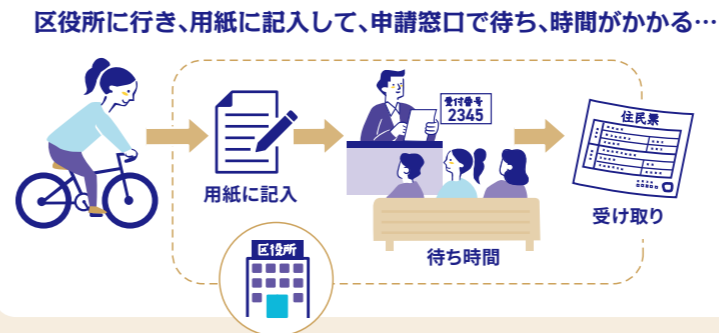 区役所に行き、用紙に記入して、申請窓口で待ち、時間がかかる…
受付番号
2345
住民票
用紙に記入
受け取り
待ち時間
区役所